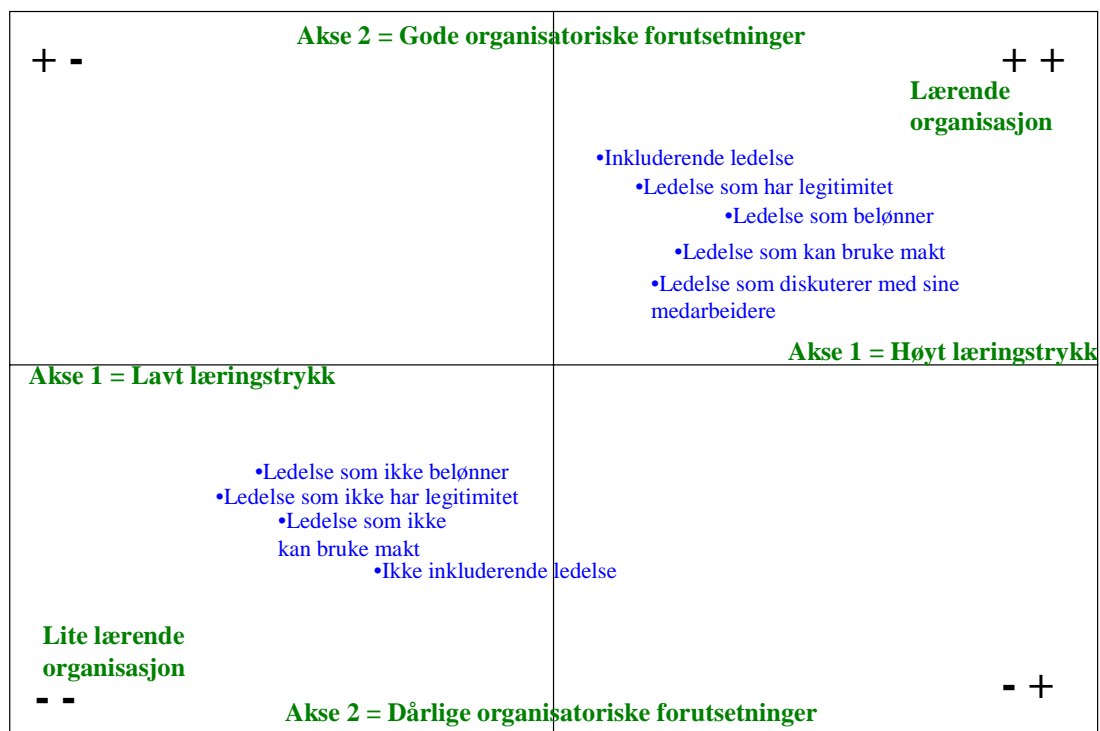 Akse 2 = Gode organisatoriske forutsetninger
+ -
+ +
Lærende
organisasjon
•Inkluderende ledelse
•Ledelse som har legitimitet
•Ledelse som belønner
•Ledelse som kan bruke makt
•Ledelse som diskuterer med sine
medarbeidere
Akse 1 = Høyt læringstrykk
Akse 1 = Lavt læringstrykk
•Ledelse som ikke belønner
•Ledelse som ikke har legitimitet
•Ledelse som ikke
kan bruke makt
•Ikke inkluderende ledelse
Lite lærende
organisasjon
- -
- +
Akse 2 = Dårlige organisatoriske forutsetninger